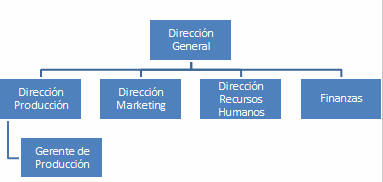 Dirección
General
Dirección
Producción
Dirección
Marketing
Dirección
Recursos
Humanos
Finanzas
Gerente de
Producción